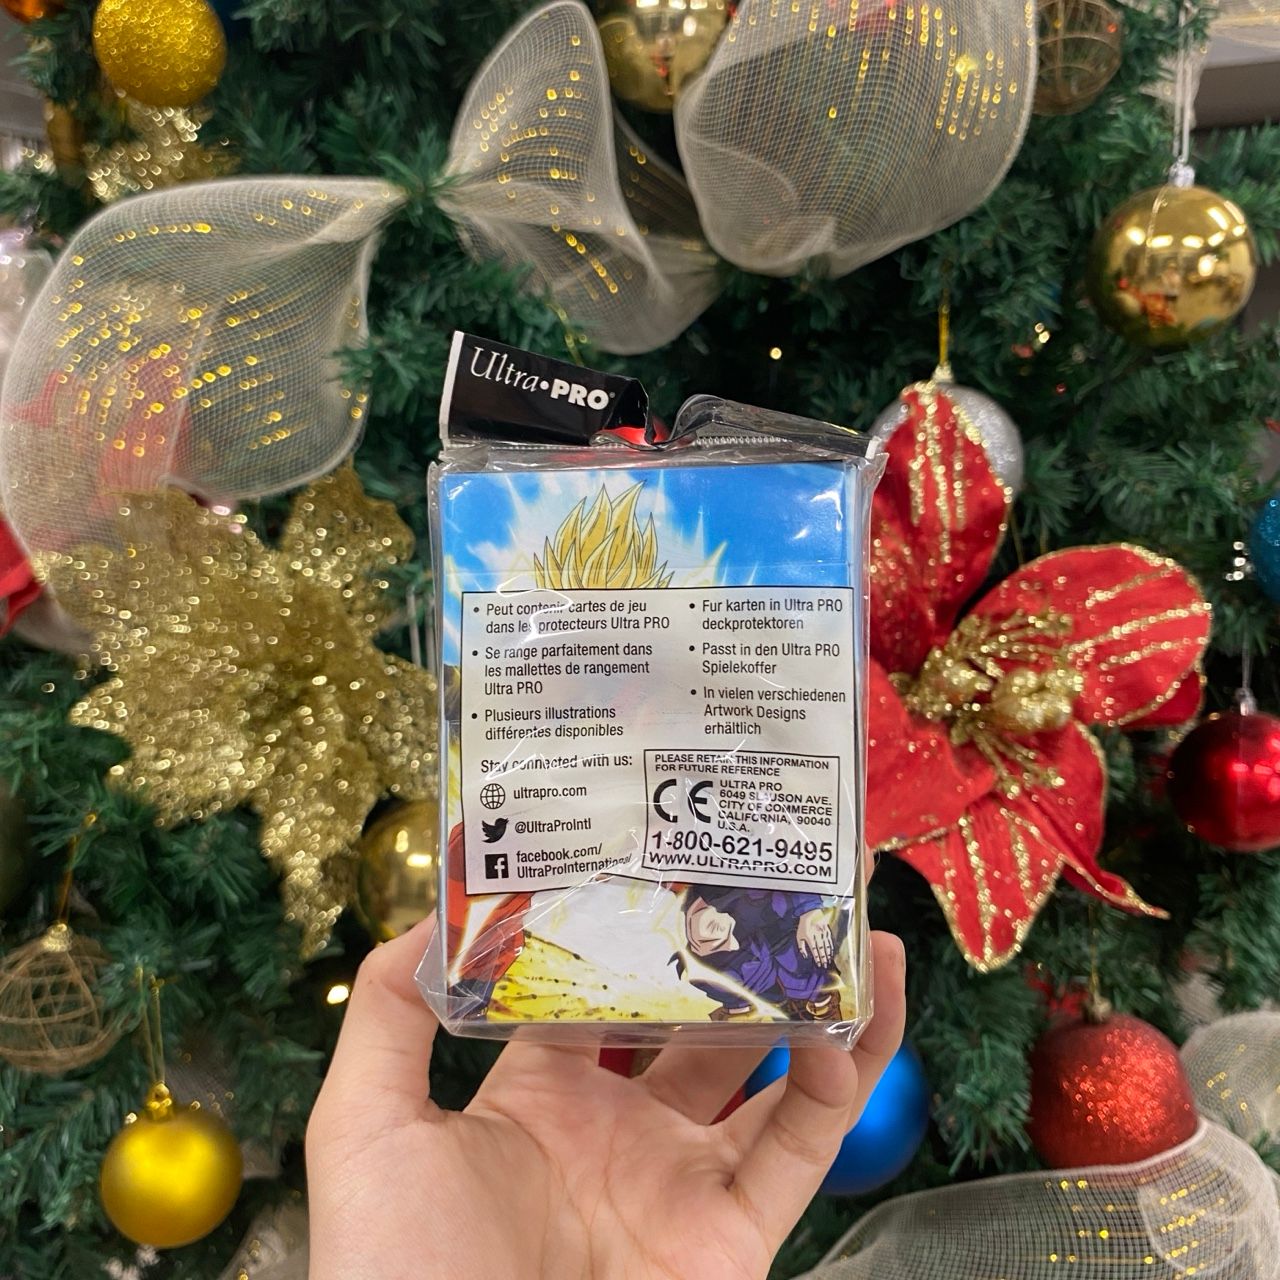 Ultra•PRO
• Peut contenir cartes de jeu
dans les protecteurs Ultra PRO
• Se range parfaitement dans
les mallettes de rangement
Ultra PRO
• Plusieurs illustrations
différentes disponibles
• Fur karten in Ultra PRO
deckprotektoren
• Passt in den Ultra PRO
Spielekoffer
• In vielen verschiedenen
Artwork Designs
erhältlich
Stay connected with us:
ultrapro.com
@UltraProIntl
facebook.com/
UltraProInternational
PLEASE RETAIN THIS INFORMATION
FOR FUTURE REFERENCE
CE
ULTRA PRO
6049 SLAUSON AVE.
CITY OF COMMERCE
CALIFORNIA, 90040
U.S.A.
1-800-621-9495
WWW.ULTRAPRO.COM